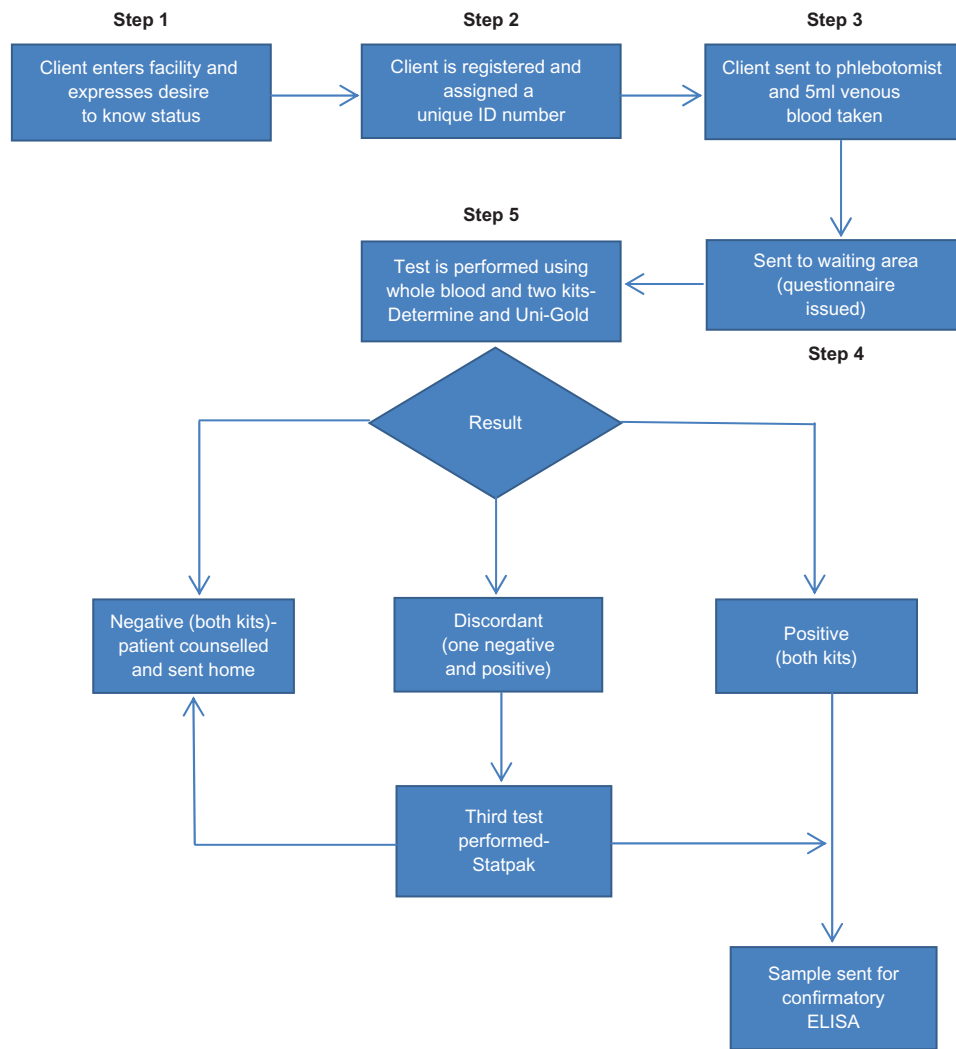 Step 1
Client enters facility and
expresses desire
to know status
Step 2
Client is registered and
assigned a
unique ID number
Step 3
Client sent to phlebotomist
and 5ml venous
blood taken
Sent to waiting area
(questionnaire
issued)
Step 4
Step 5
Test is performed using
whole blood and two kits-
Determine and Uni-Gold
Result
Negative (both kits)-
patient counselled
and sent home
Discordant
(one negative
and positive)
Positive
(both kits)
Third test
performed-
Statpak
Sample sent for
confirmatory
ELISA